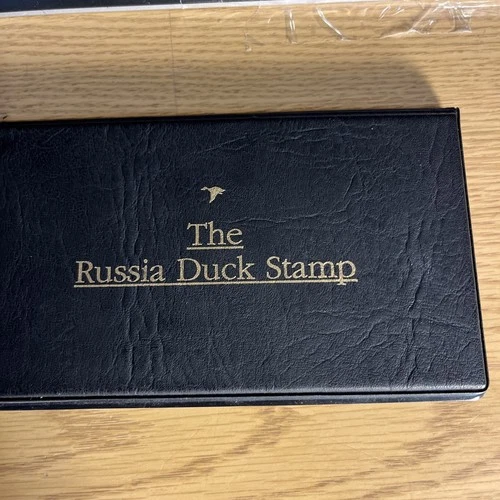 The
Russia Duck Stamp